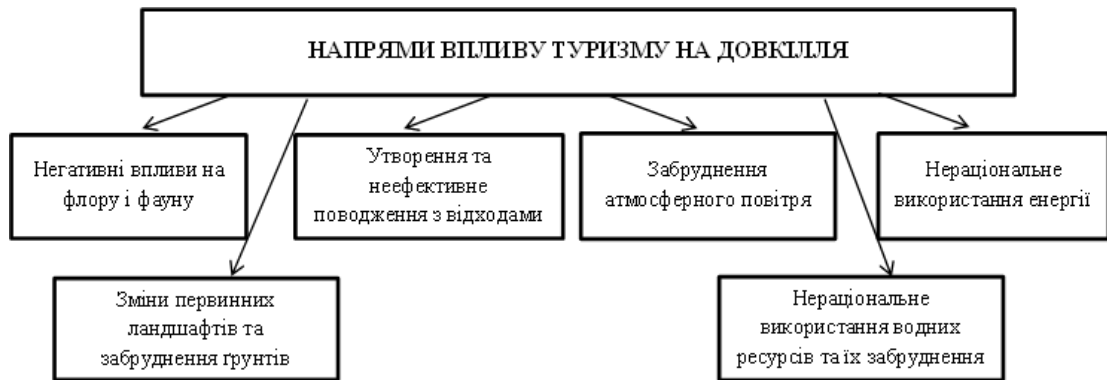 НАПРЯМИ ВПЛИВУ ТУРИЗМУ НА ДОВКІЛЛЯ
Негативні впливи на
флору і фауну
Утворення та
неефективне
поводження з відходами
Забруднення
атмосферного повітря
Нераціональне
використання енергії
Зміни первинних
ландшафтів та
забруднення ґрунтів
Нераціональне
використання водних
ресурсів та їх забруднення